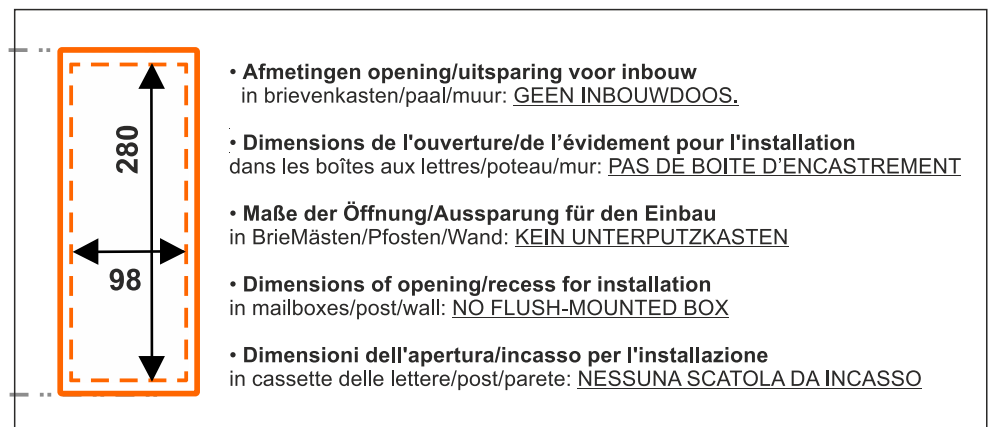 280
98
• Afmetingen opening/uitsparing voor inbouw
in brievenkasten/paal/muur: GEEN INBOUWDOOS.
• Dimensions de l'ouverture/de l’évidement pour l'installation
dans les boîtes aux lettres/poteau/mur: PAS DE BOITE D’ENCASTREMENT
• Maße der Öffnung/Aussparung für den Einbau
in BrieMästen/Pfosten/Wand: KEIN UNTERPUTZKASTEN
• Dimensions of opening/recess for installation
in mailboxes/post/wall: NO FLUSH-MOUNTED BOX
• Dimensioni dell'apertura/incasso per l'installazione
in cassette delle lettere/post/parete: NESSUNA SCATOLA DA INCASSO